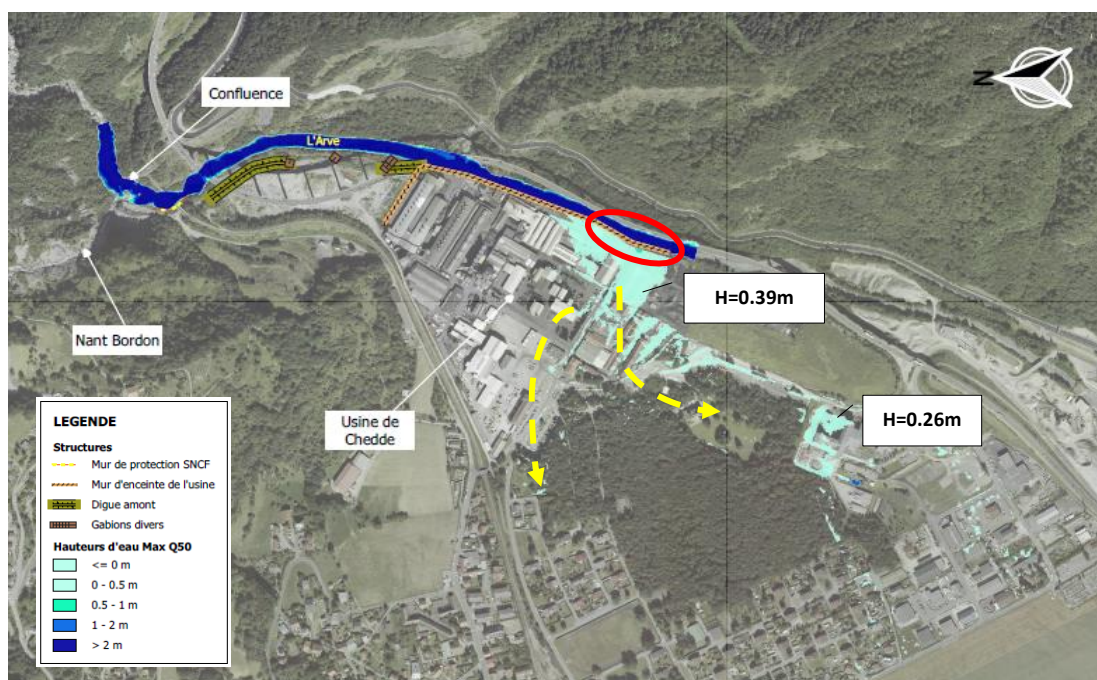 Confluence
L'Arve
N
H=0.39m
Nant Bordon
Usine de
Chedde
H=0.26m
LEGENDE
Structures
Mur de protection SNCF
Mur d'enceinte de l'usine
Digue amont
Gabions divers
Hauteurs d'eau Max Q50
<= 0 m
0 - 0.5 m
0.5 - 1 m
1 - 2 m
> 2 m